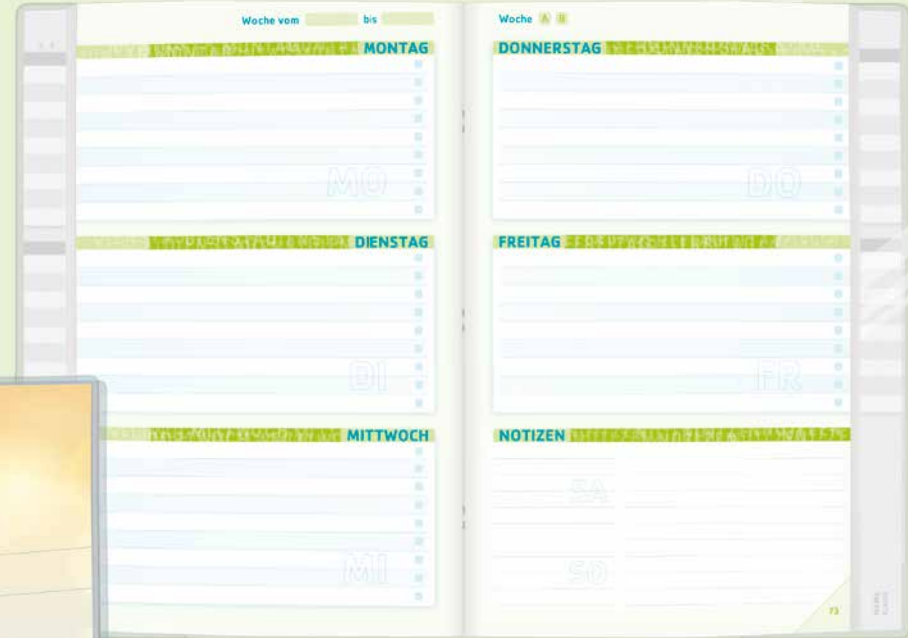 Woche vom bis
MONTAG
MO
DIENSTAG
DI
MITTWOCH
MI
Woche A B
DONNERSTAG
DO
FREITAG
FR
NOTIZEN
SA
SO
73